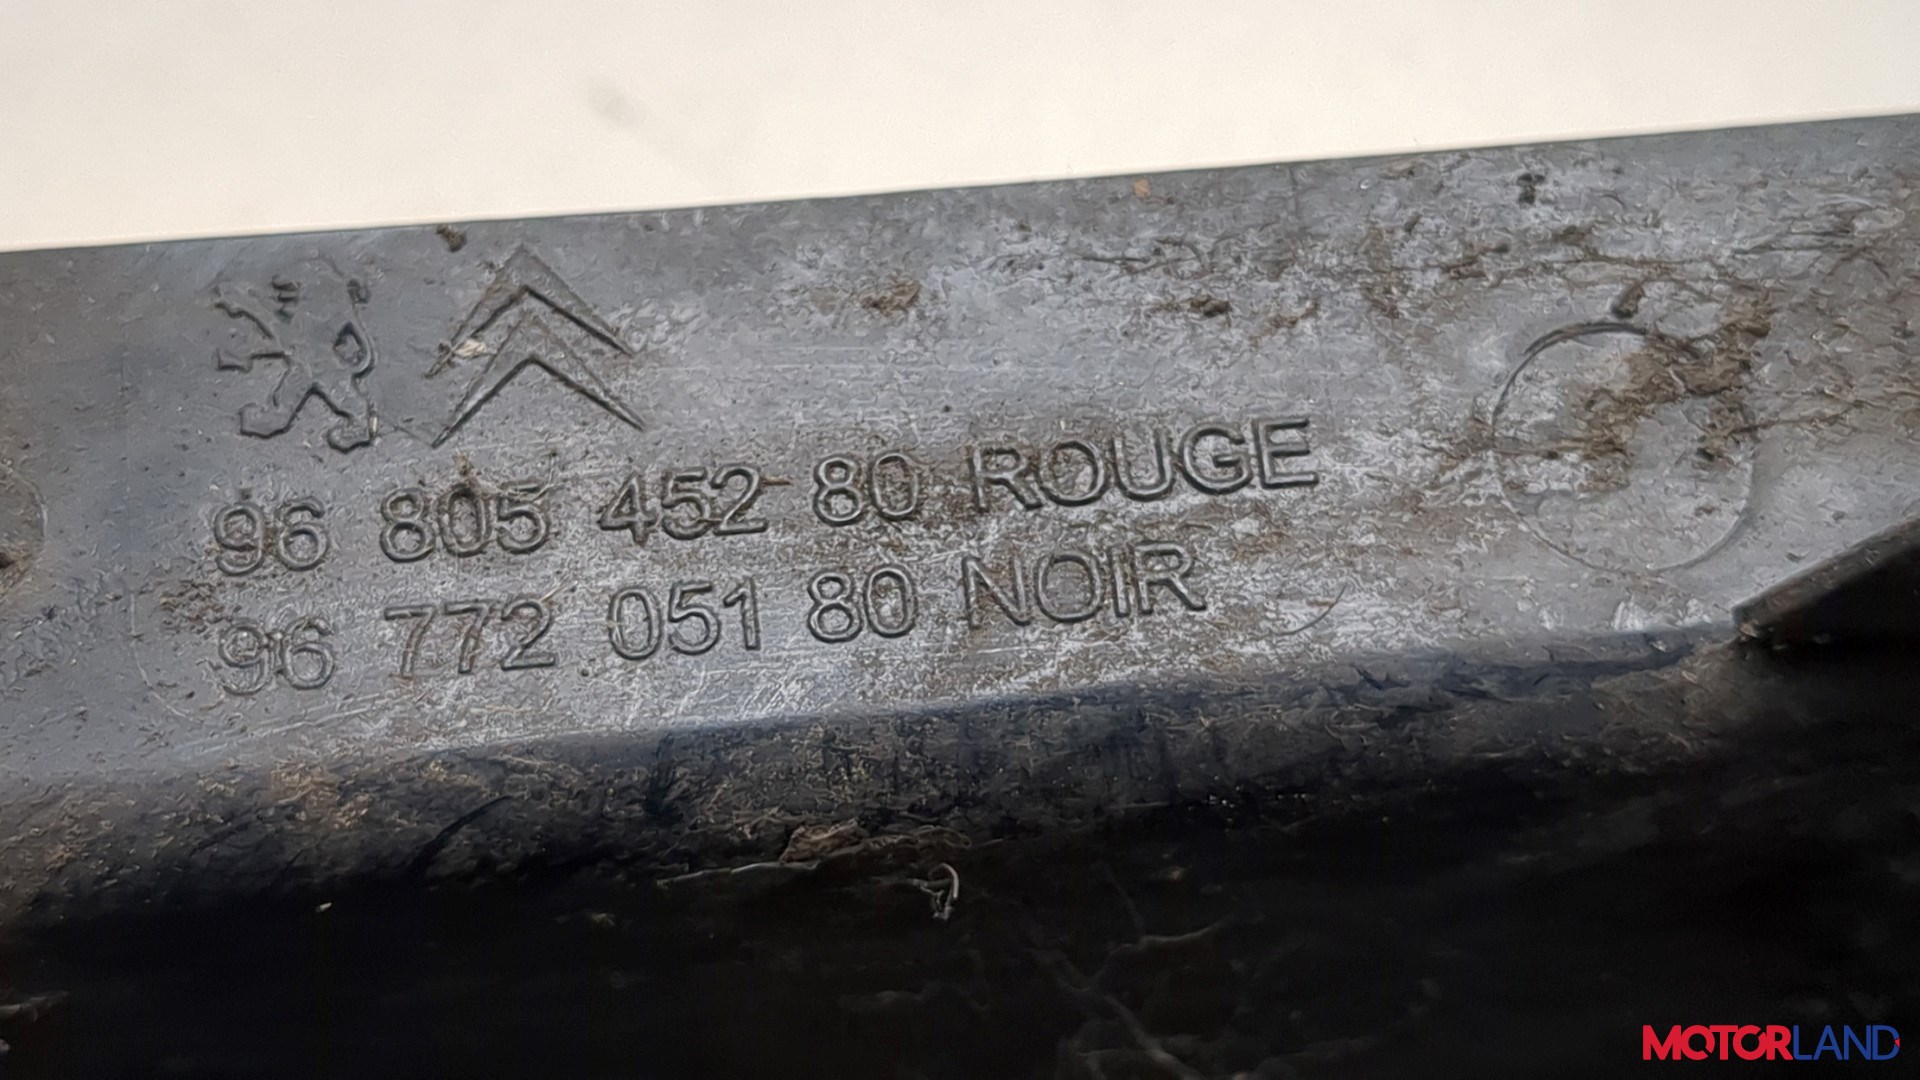 96 805 452 80 ROUGE
96 772 051 80 NOIR
MOTORLAND